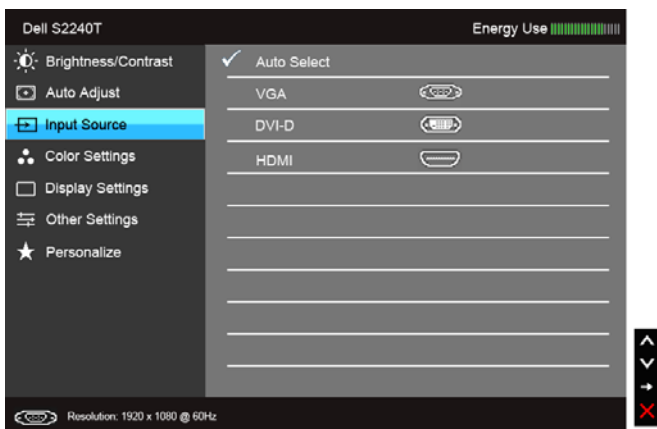 Dell S2240T
Energy Use
Brightness/Contrast
Auto Select
Auto Adjust
VGA
Input Source
DVI-D
Color Settings
HDMI
Display Settings
Other Settings
Personalize
Resolution: 1920 x 1080 @ 60Hz